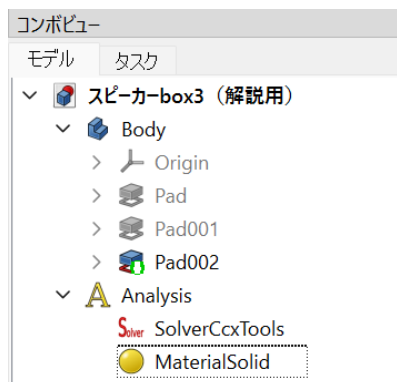 コンボビュー
モデル タスク
スピーカーbox3（解説用）
Body
Origin
Pad
Pad001
Pad002
Analysis
Solver SolverCcxTools
MaterialSolid